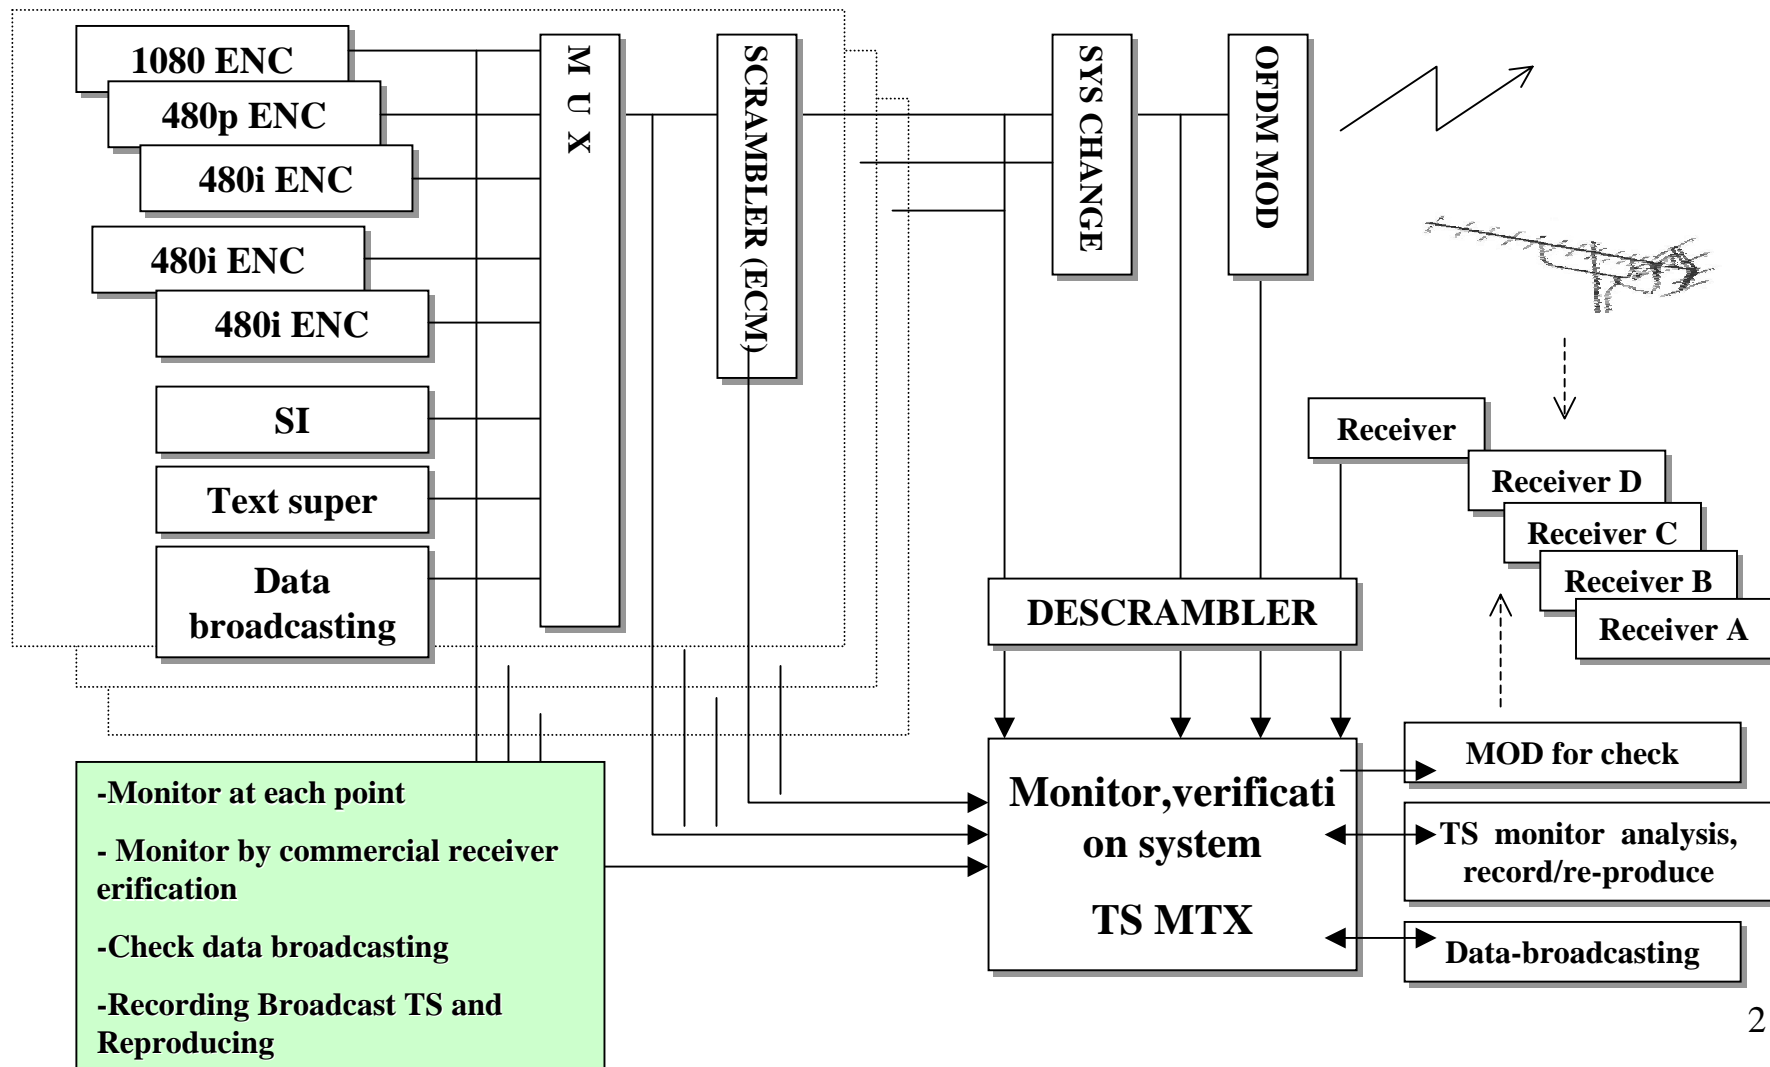 1080 ENC
480p ENC
480i ENC
480i ENC
480i ENC
SI
Text super
Data
broadcasting
M U X
SCRAMBLER (ECM)
SYS CHANGE
OFDM MOD
Receiver
Receiver D
Receiver C
Receiver B
Receiver A
DESCRAMBLER
Monitor,verificati
on system
TS MTX
MOD for check
TS monitor analysis,
record/re-produce
Data-broadcasting
-Monitor at each point
- Monitor by commercial receiver
erification
-Check data broadcasting
-Recording Broadcast TS and
Reproducing
2